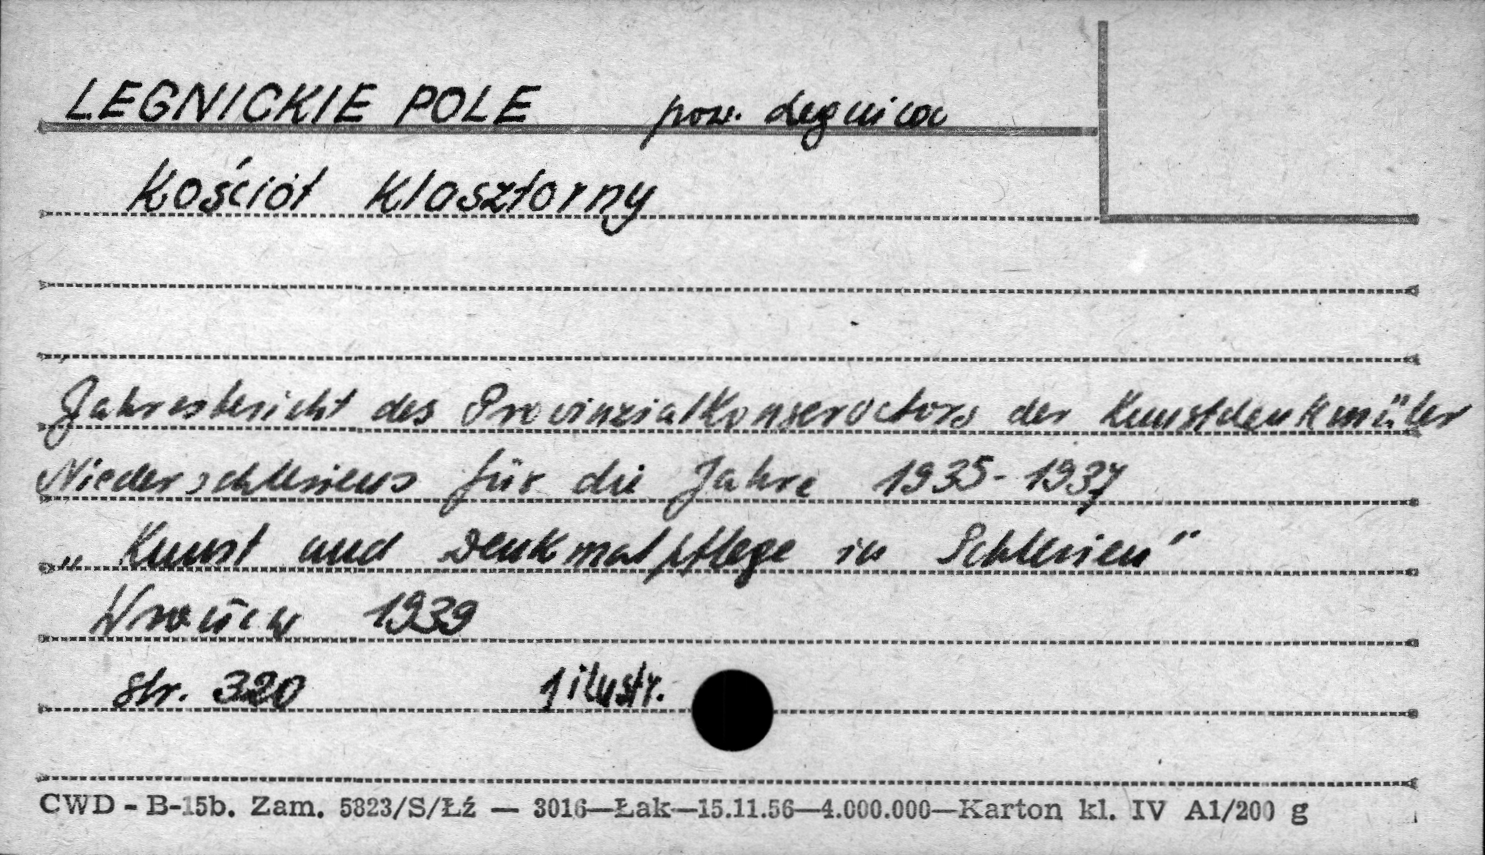 LEGNICKIE POLE pow. Legnica
Kościół Klasztorny
Jahresbericht des Provinzialkonservators der Kunstdenkmäler
Niederschlesiens für die Jahre 1935-1937
„Kunst und Denkmalpflege in Schlesien"
Wrocław 1939
str. 320 1 ilustr.
CWD - B-15b. Zam. 5823/S/Łź — 3016—Łak—15.11.56—4.000.000—Karton kl. IV A1/200 g